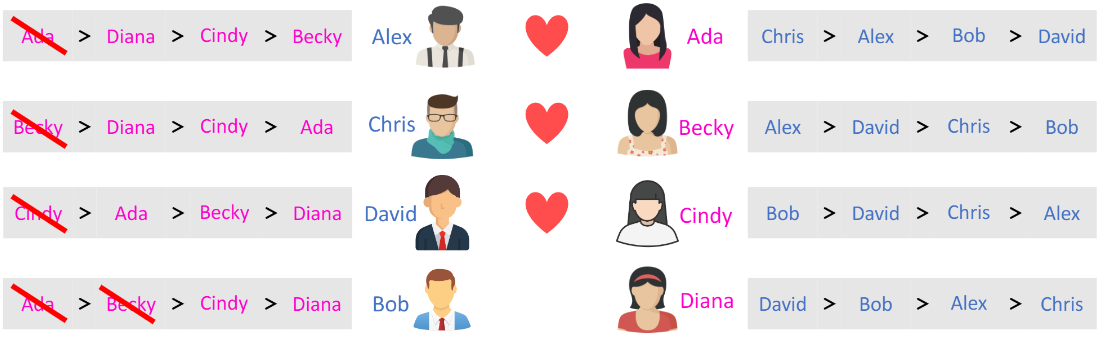 Ada > Diana > Cindy > Becky Alex Ada Chris > Alex > Bob > David
Becky > Diana > Cindy > Ada Chris Becky Alex > David > Chris > Bob
Cindy > Ada > Becky > Diana David Cindy Bob > David > Chris > Alex
Ada > Becky > Cindy > Diana Bob Diana David > Bob > Alex > Chris